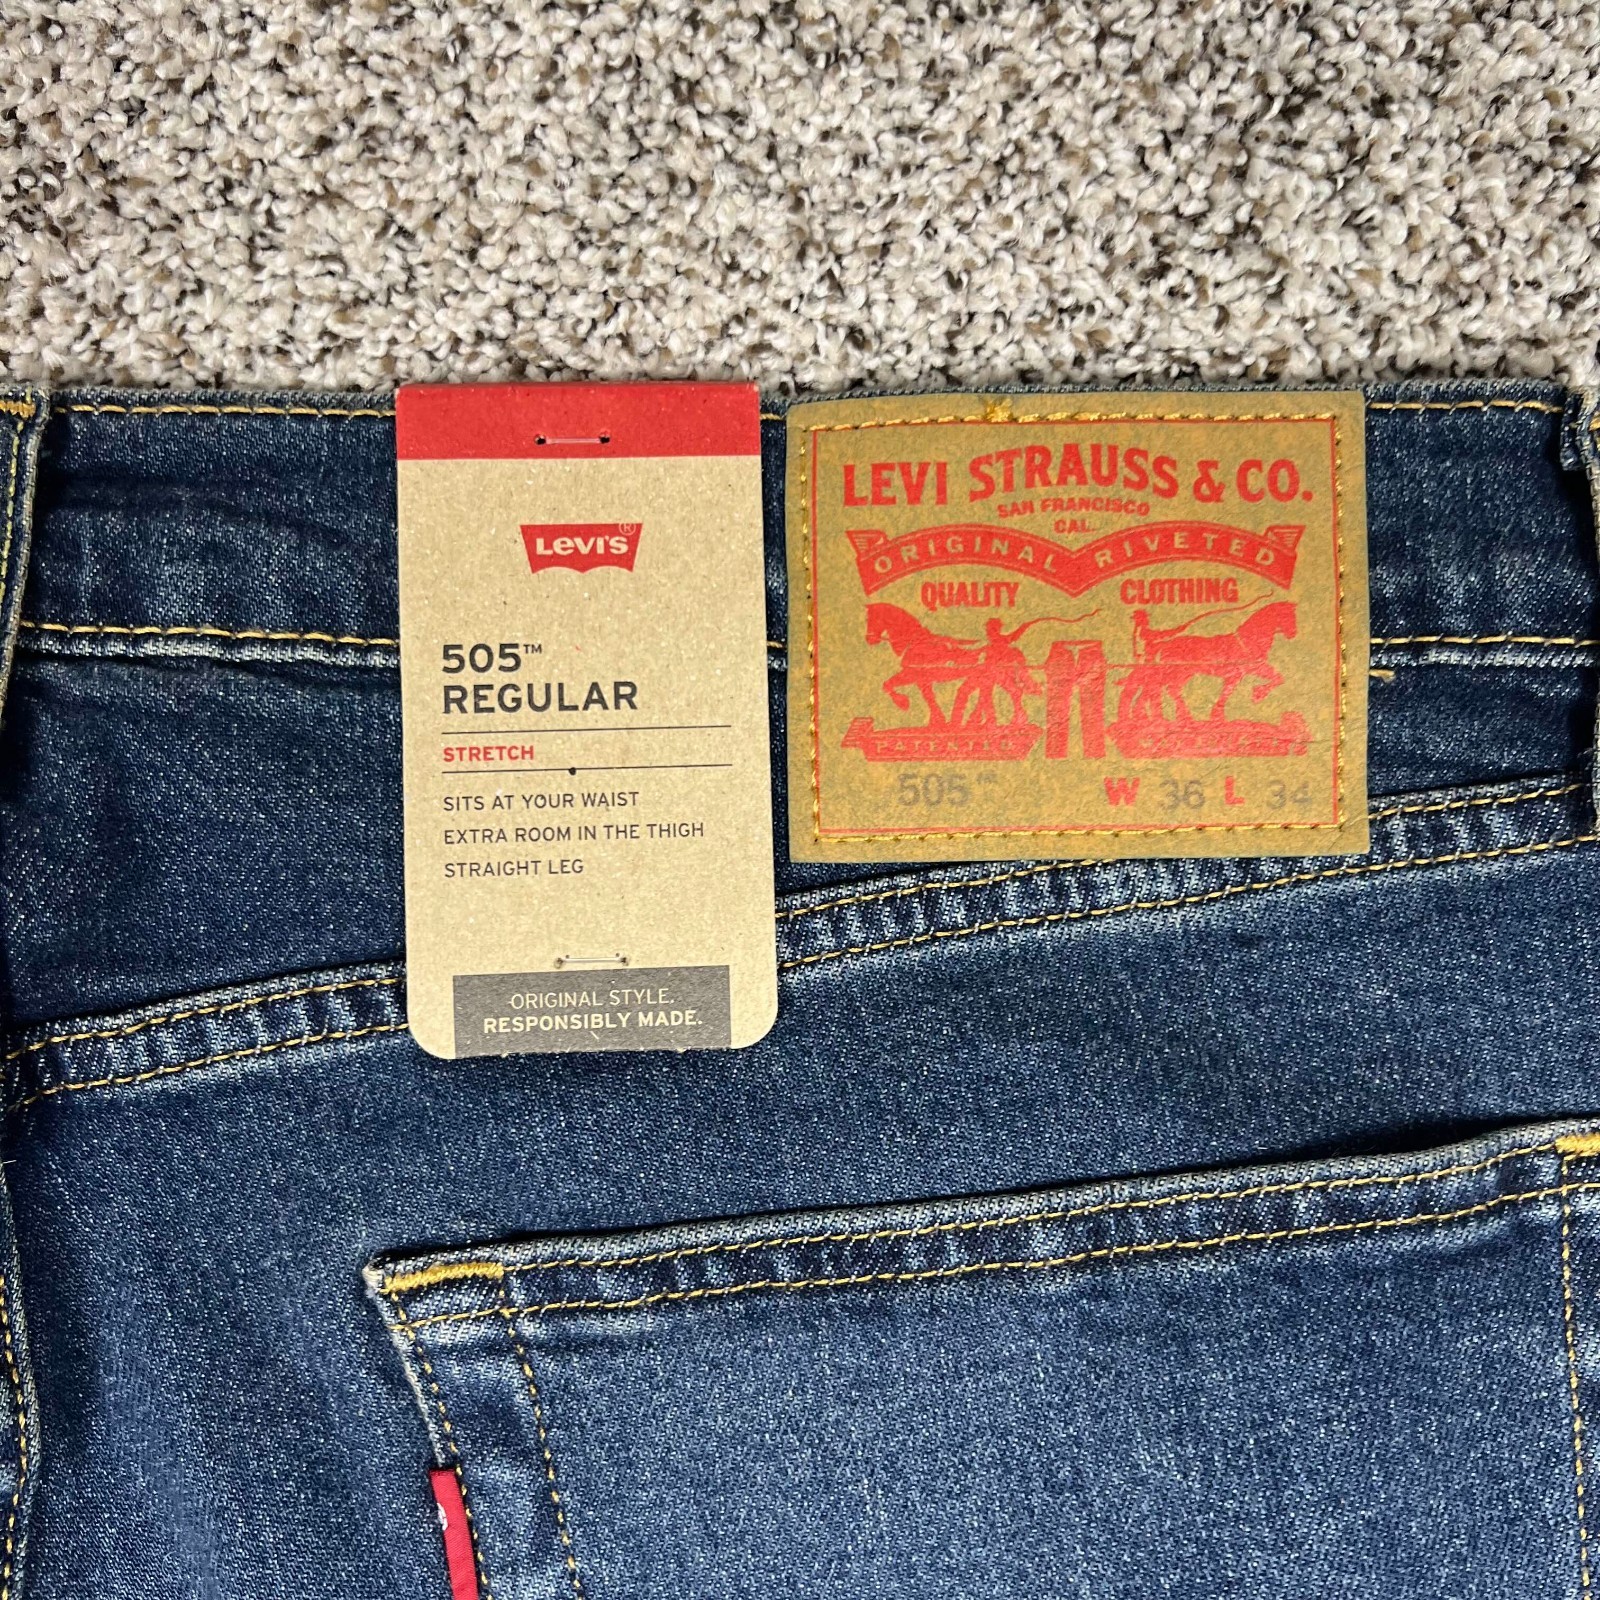 LEVI'S®
505™
REGULAR
STRETCH
SITS AT YOUR WAIST
EXTRA ROOM IN THE THIGH
STRAIGHT LEG
ORIGINAL STYLE.
RESPONSIBLY MADE.
LEVI STRAUSS & CO.
SAN FRANCISCO
CAL.
ORIGINAL RIVETED
QUALITY CLOTHING
PATENTED
505™ W 36 L 34